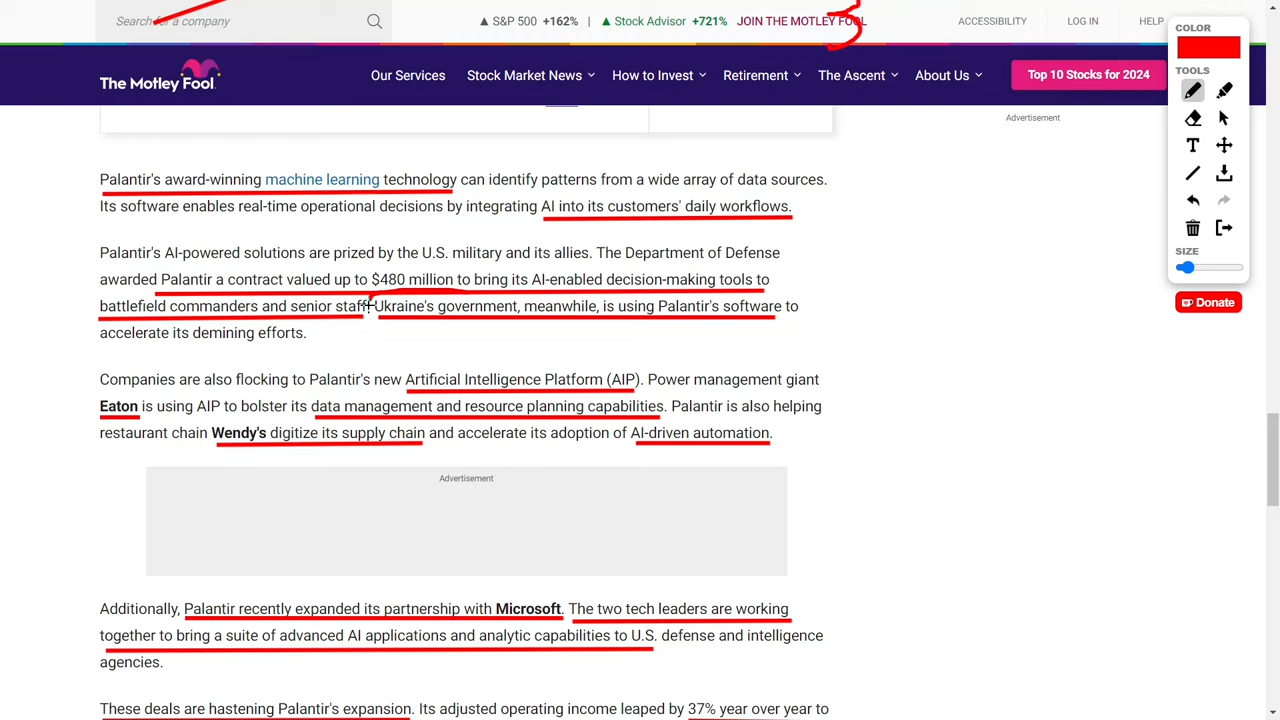 Search for a company
▲ S&P 500 +162% | ▲ Stock Advisor +721% JOIN THE MOTLEY FOOL
ACCESSIBILITY LOG IN HELP
The Motley Fool
Our Services Stock Market News How to Invest Retirement The Ascent About Us Top 10 Stocks for 2024
COLOR
TOOLS
T
SIZE
Donate
Advertisement
Palantir's award-winning machine learning technology can identify patterns from a wide array of data sources.
Its software enables real-time operational decisions by integrating AI into its customers' daily workflows.
Palantir's AI-powered solutions are prized by the U.S. military and its allies. The Department of Defense
awarded Palantir a contract valued up to $480 million to bring its AI-enabled decision-making tools to
battlefield commanders and senior staff. Ukraine's government, meanwhile, is using Palantir's software to
accelerate its demining efforts.
Companies are also flocking to Palantir's new Artificial Intelligence Platform (AIP). Power management giant
Eaton is using AIP to bolster its data management and resource planning capabilities. Palantir is also helping
restaurant chain Wendy's digitize its supply chain and accelerate its adoption of AI-driven automation.
Advertisement
Additionally, Palantir recently expanded its partnership with Microsoft. The two tech leaders are working
together to bring a suite of advanced AI applications and analytic capabilities to U.S. defense and intelligence
agencies.
These deals are hastening Palantir's expansion. Its adjusted operating income leaped by 37% year over year to